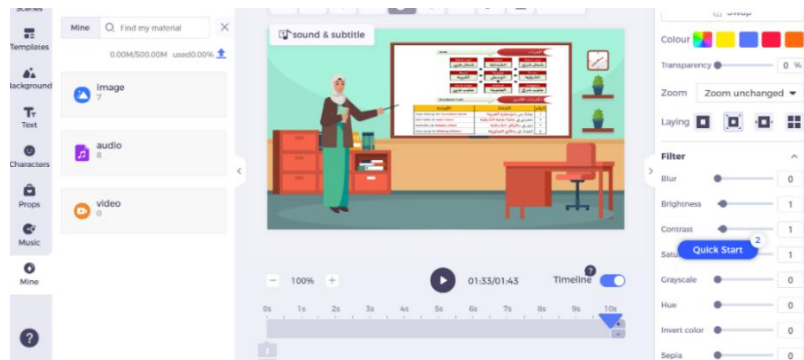 Scenes
Templates
Background
Text
Characters
Props
Music
Mine
Mine
Find my material
0.00M/500.00M used0.00%
image
7
audio
8
video
0
sound & subtitle
100%
01:33/01:43
Timeline
0s 1s 2s 3s 4s 5s 6s 7s 8s 9s 10s
2
Swap
Colour
Transparency 0 %
Zoom Zoom unchanged
Laying
Filter
Blur 0
Brightness 1
Contrast 1
Quick Start 2
1
Grayscale 0
Hue 0
Invert color 0
Sepia 0